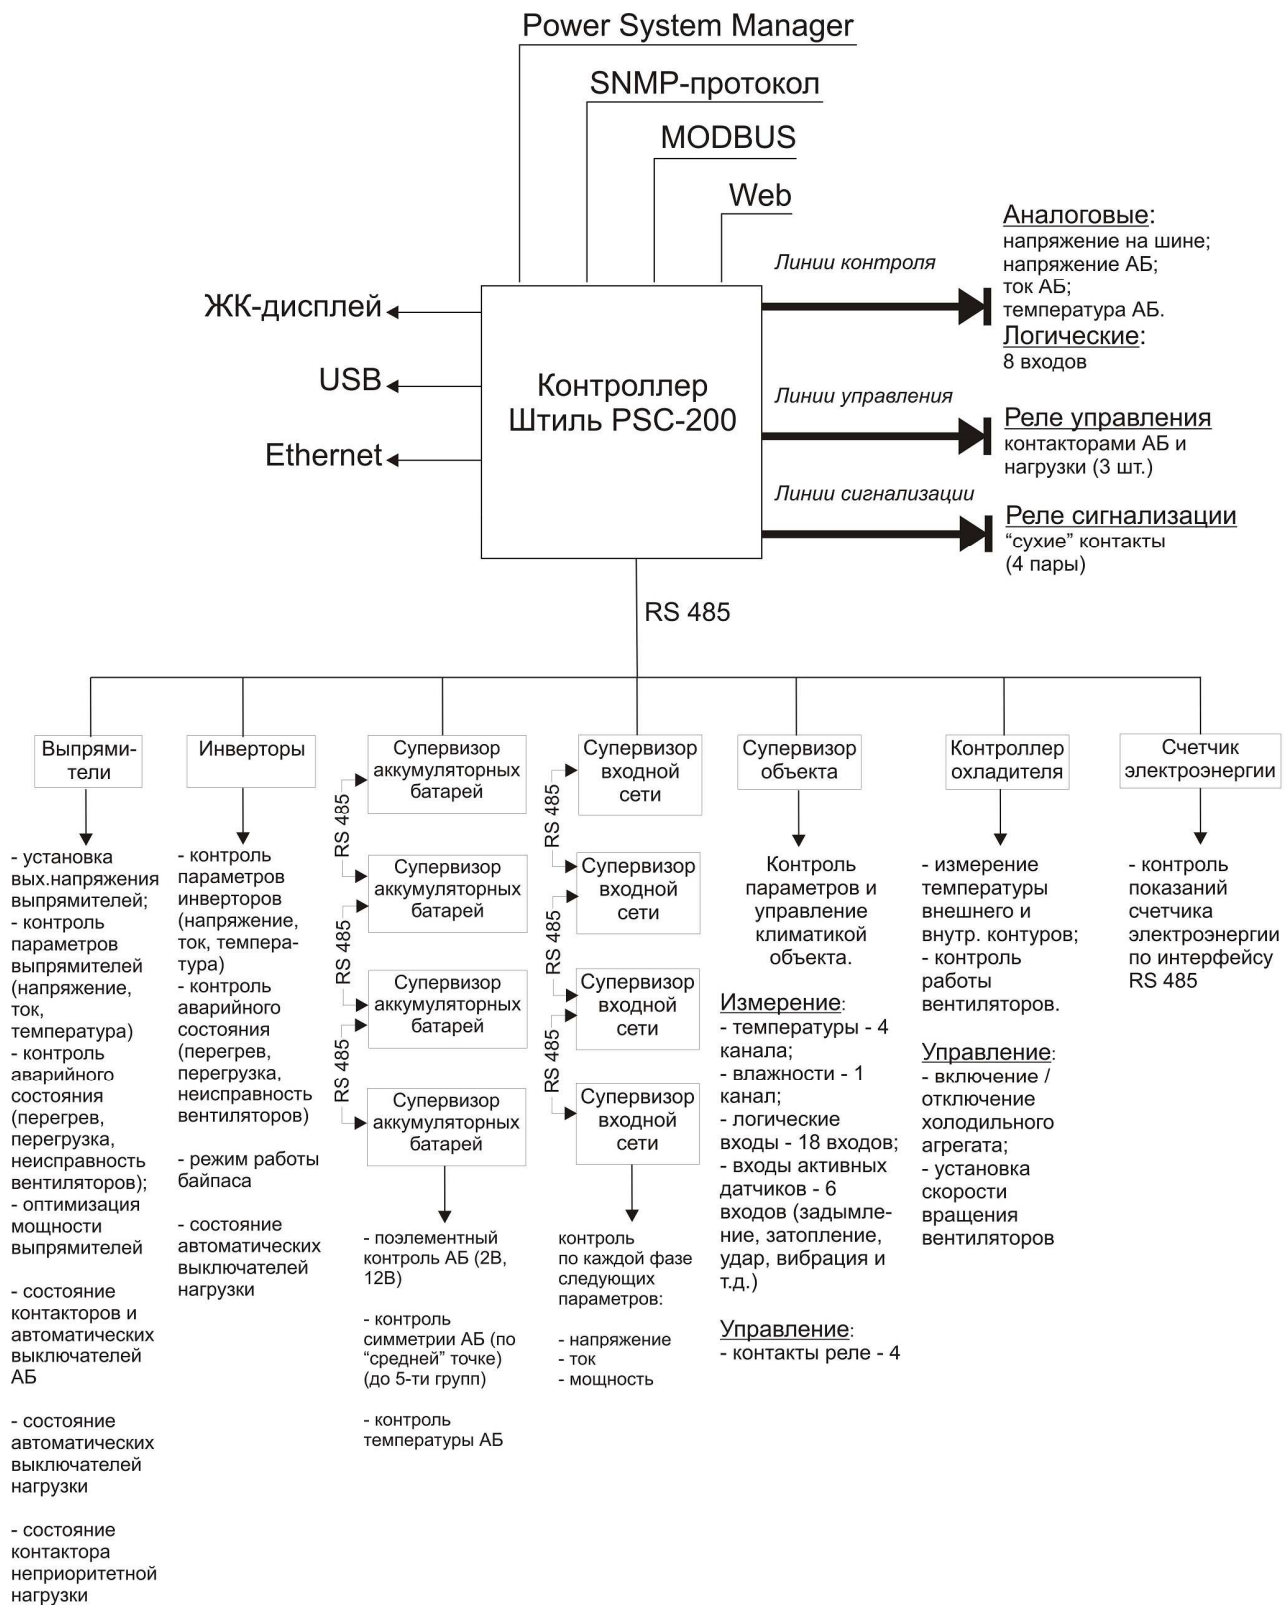 Power System Manager
SNMP-протокол
MODBUS
Web
ЖК-дисплей
USB
Ethernet
Контроллер
Штиль PSC-200
Линии контроля
Аналоговые:
напряжение на шине;
напряжение АБ;
ток АБ;
температура АБ.
Логические:
8 входов
Линии управления
Реле управления
контакторами АБ и
нагрузки (3 шт.)
Линии сигнализации
Реле сигнализации
“сухие” контакты
(4 пары)
RS 485
Выпрями-
тели
- установка
вых.напряжения
выпрямителей;
- контроль
параметров
выпрямителей
(напряжение,
ток,
температура)
- контроль
аварийного
состояния
(перегрев,
перегрузка,
неисправность
вентиляторов);
- оптимизация
мощности
выпрямителей
- состояние
контакторов и
автоматических
выключателей
АБ
- состояние
автоматических
выключателей
нагрузки
- состояние
контактора
неприоритетной
нагрузки
Инверторы
- контроль
параметров
инверторов
(напряжение,
ток, темпера-
тура)
- контроль
аварийного
состояния
(перегрев,
перегрузка,
неисправность
вентиляторов)
- режим работы
байпаса
- состояние
автоматических
выключателей
нагрузки
Супервизор
аккумуляторных
батарей
RS 485
Супервизор
аккумуляторных
батарей
RS 485
Супервизор
аккумуляторных
батарей
RS 485
Супервизор
аккумуляторных
батарей
- поэлементный
контроль АБ (2В,
12В)
- контроль
симметрии АБ (по
“средней” точке)
(до 5-ти групп)
- контроль
температуры АБ
Супервизор
входной
сети
RS 485
Супервизор
входной
сети
RS 485
Супервизор
входной
сети
RS 485
Супервизор
входной
сети
контроль
по каждой фазе
следующих
параметров:
- напряжение
- ток
- мощность
Супервизор
объекта
Контроль
параметров и
управление
климатикой
объекта.
Измерение:
- температуры - 4
канала;
- влажности - 1
канал;
- логические
входы - 18 входов;
- входы активных
датчиков - 6
входов (задымле-
ние, затопление,
удар, вибрация и
т.д.)
Управление:
- контакты реле - 4
Контроллер
охладителя
- измерение
температуры
внешнего и
внутр. контуров;
- контроль
работы
вентиляторов.
Управление:
- включение /
отключение
холодильного
агрегата;
- установка
скорости
вращения
вентиляторов
Счетчик
электроэнергии
- контроль
показаний
счетчика
электроэнергии
по интерфейсу
RS 485